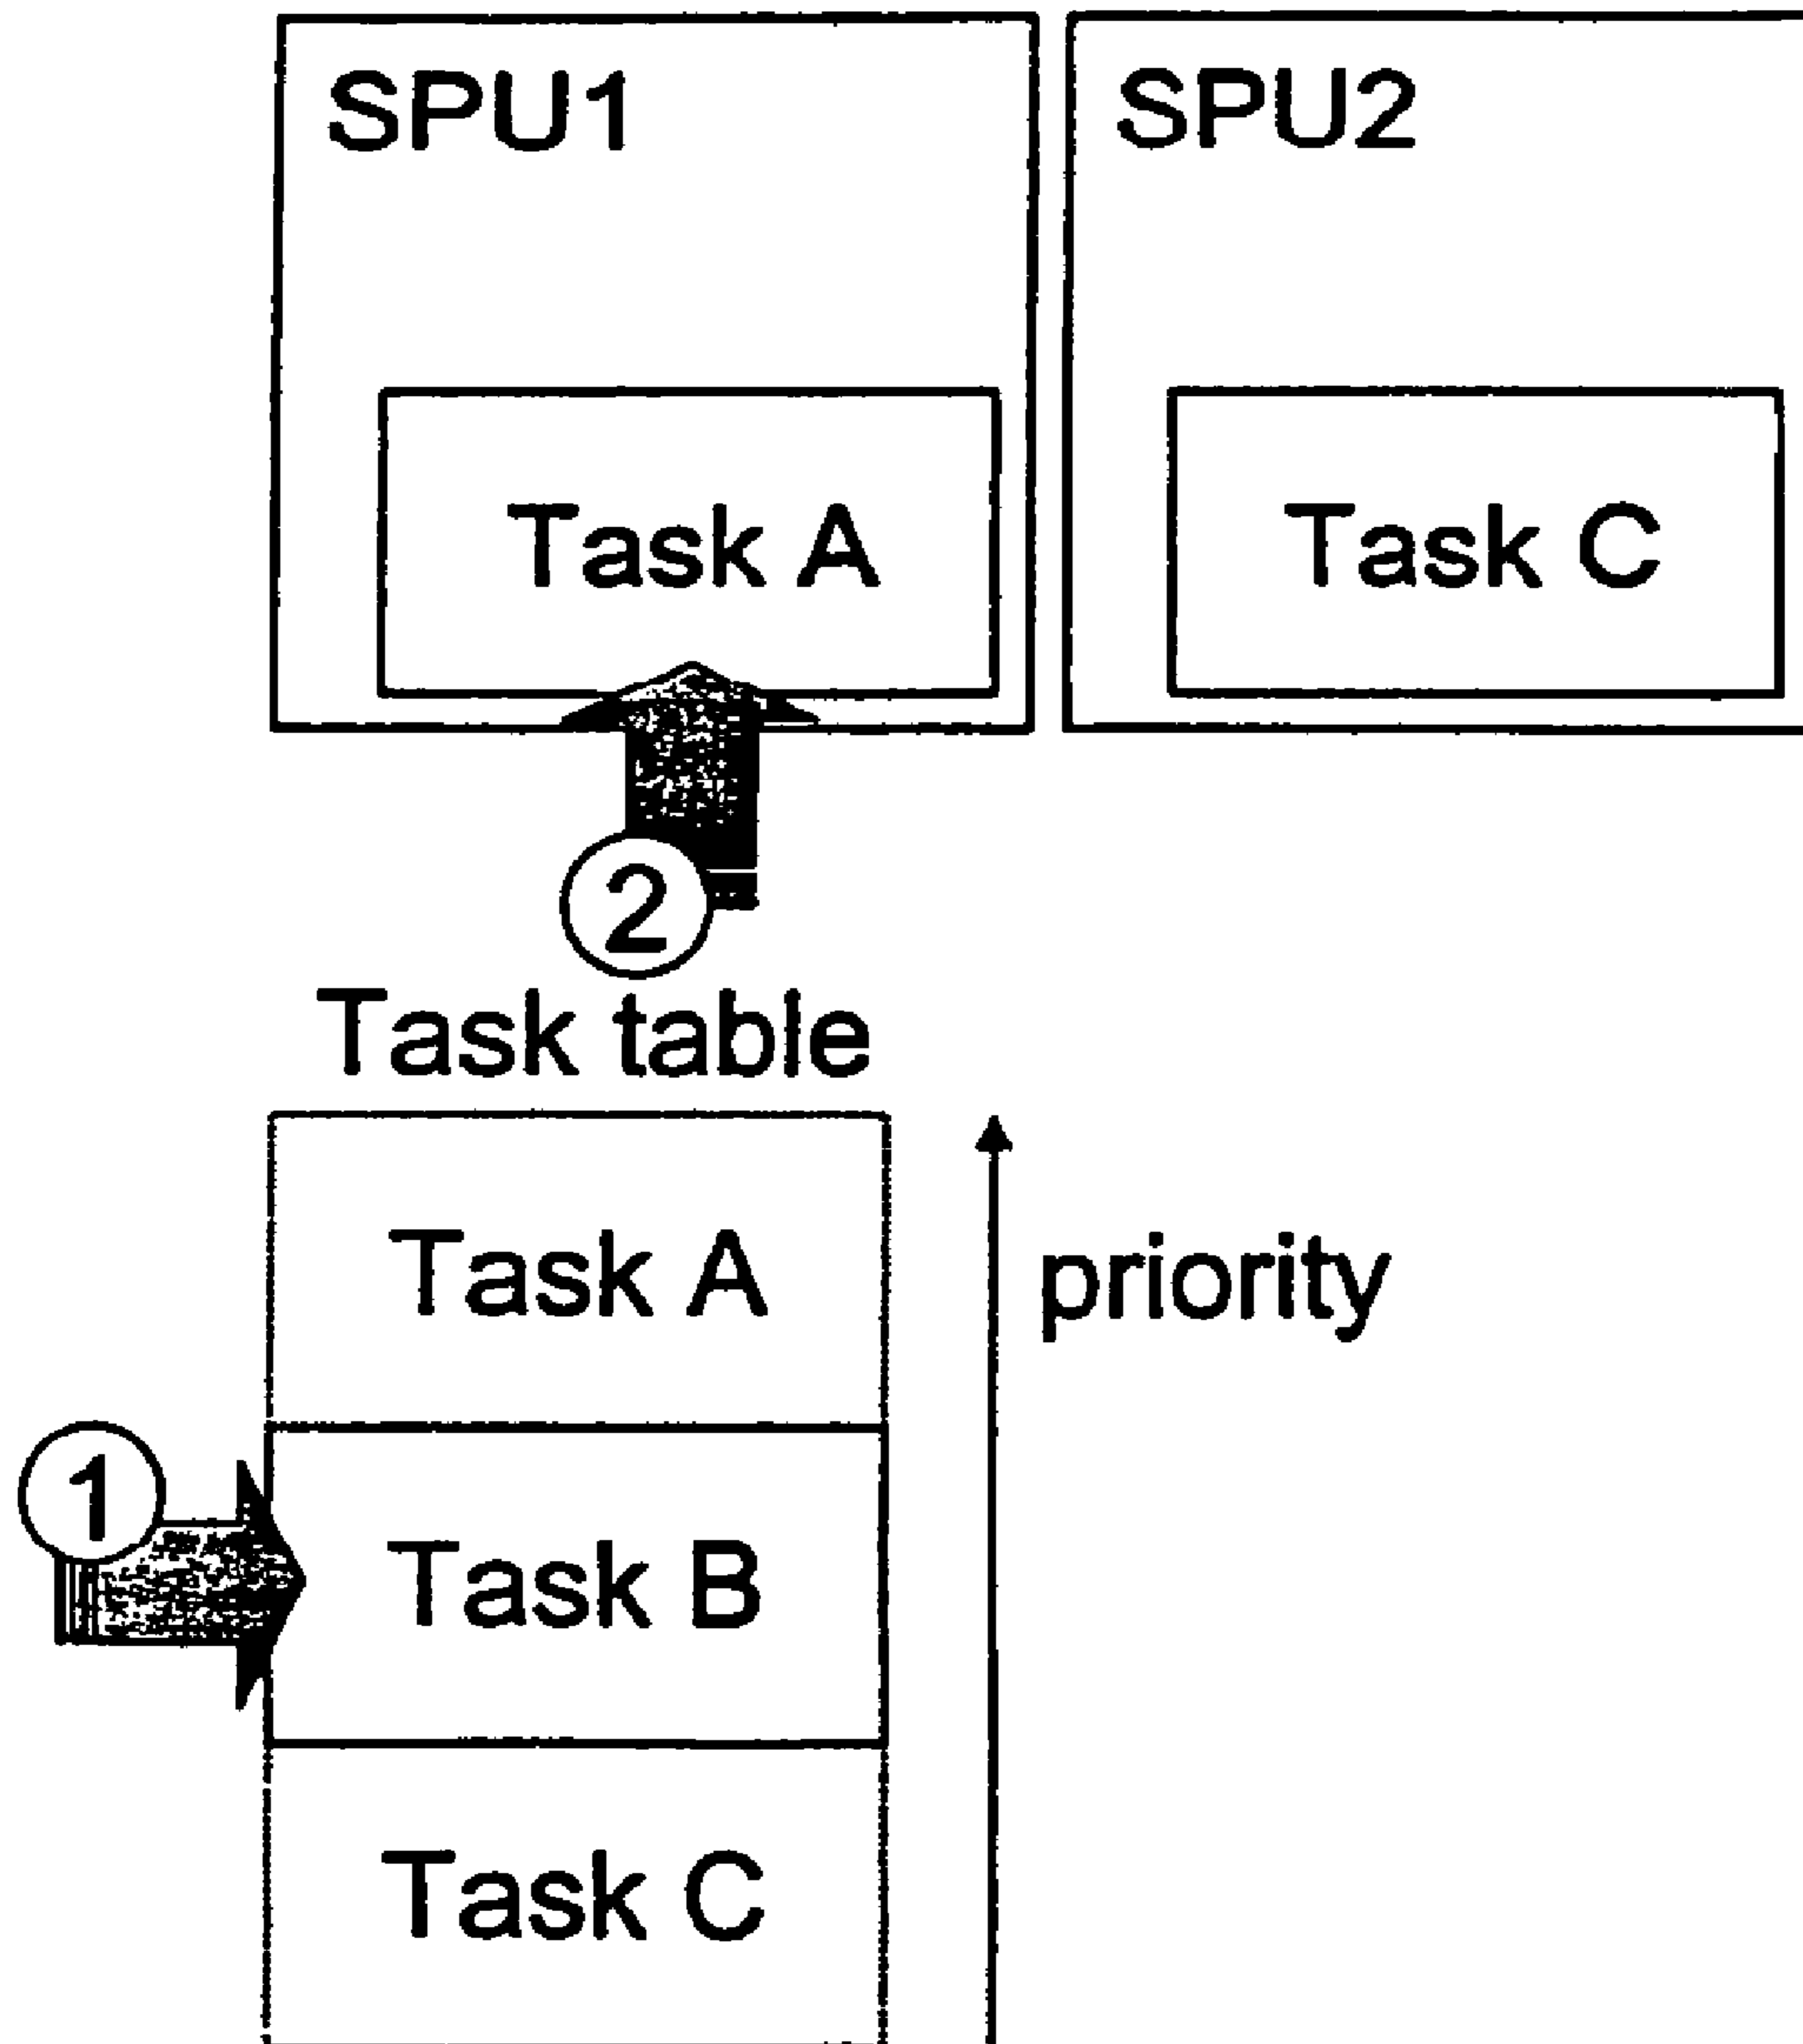 SPU1
SPU2
Task A
Task C
2
Task table
Task A
priority
1
Task B
Task C